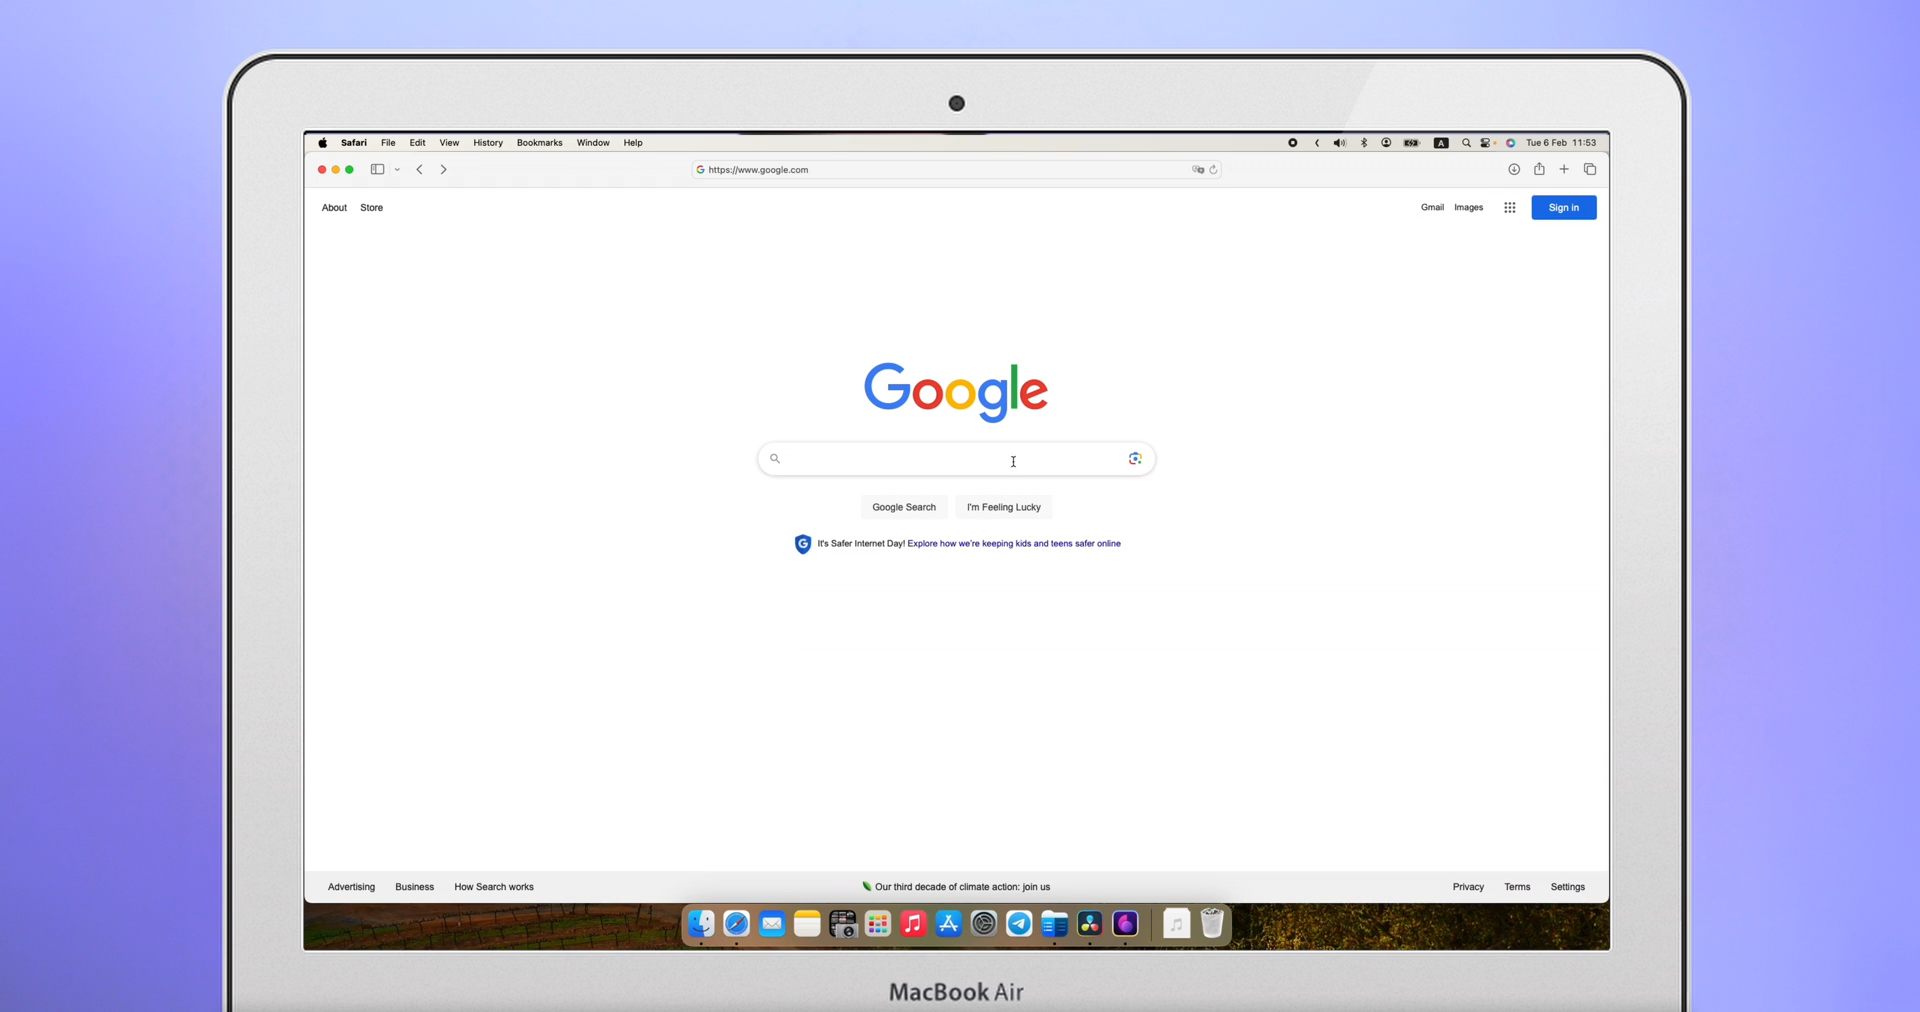 Safari File Edit View History Bookmarks Window Help A Tue 6 Feb 11:53
G https://www.google.com
About Store Gmail Images Sign in
Google
Google Search I'm Feeling Lucky
G It's Safer Internet Day! Explore how we're keeping kids and teens safer online
Advertising Business How Search works Our third decade of climate action: join us Privacy Terms Settings
MacBook Air